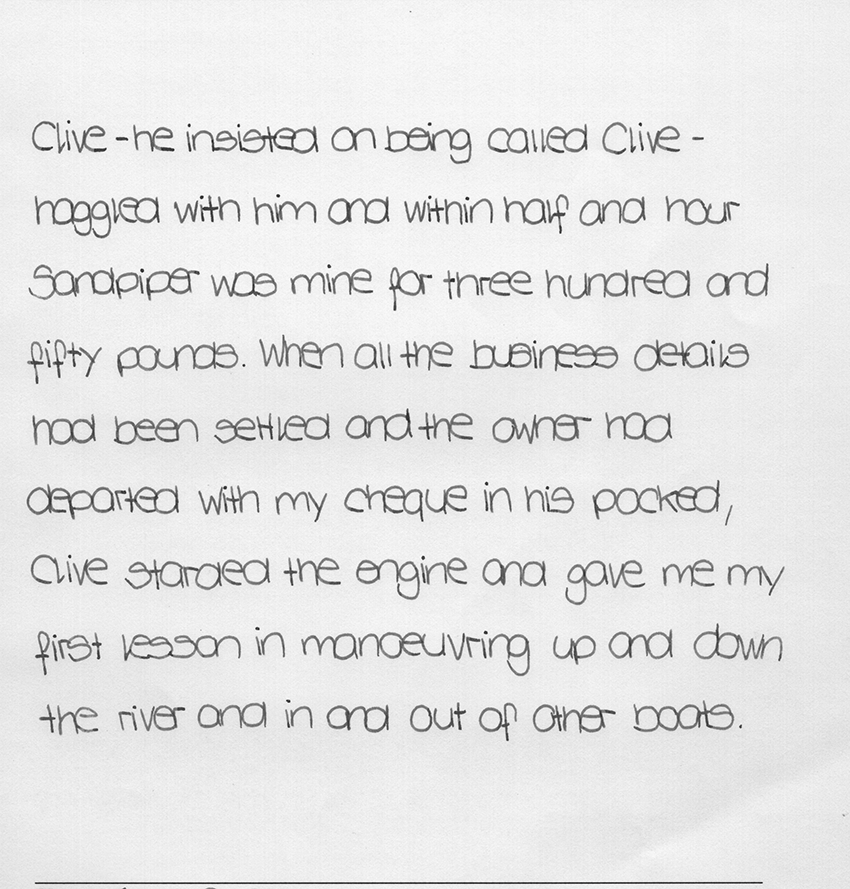 Clive - he insisted on being called Clive -
haggled with him and within half and hour
Sandpiper was mine for three hundred and
fifty pounds. When all the business details
had been settled and the owner had
departed with my cheque in his pocked,
Clive starded the engine and gave me my
first lesson in manoeuvring up and down
the river and in and out of other boats.